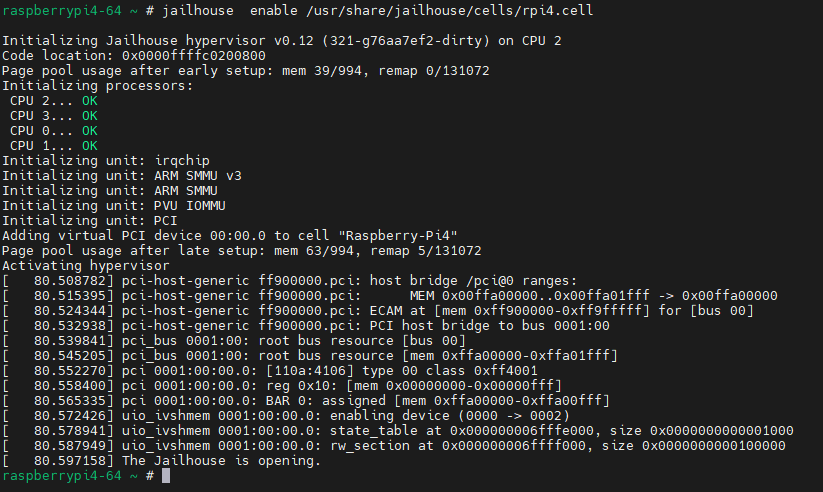 raspberrypi4-64 ~ # jailhouse  enable /usr/share/jailhouse/cells/rpi4.cell

Initializing Jailhouse hypervisor v0.12 (321-g76aa7ef2-dirty) on CPU 2
Code location: 0x0000ffffc0200800
Page pool usage after early setup: mem 39/994, remap 0/131072
Initializing processors:
 CPU 2... OK
 CPU 3... OK
 CPU 0... OK
 CPU 1... OK
Initializing unit: irqchip
Initializing unit: ARM SMMU v3
Initializing unit: ARM SMMU
Initializing unit: PVU IOMMU
Initializing unit: PCI
Adding virtual PCI device 00:00.0 to cell "Raspberry-Pi4"
Page pool usage after late setup: mem 63/994, remap 5/131072
Activating hypervisor
[   80.508782] pci-host-generic ff900000.pci: host bridge /pci@0 ranges:
[   80.515395] pci-host-generic ff900000.pci:      MEM 0x00ffa00000..0x00ffa01fff -> 0x00ffa00000
[   80.524344] pci-host-generic ff900000.pci: ECAM at [mem 0xff900000-0xff9fffff] for [bus 00]
[   80.532938] pci-host-generic ff900000.pci: PCI host bridge to bus 0001:00
[   80.539841] pci_bus 0001:00: root bus resource [bus 00]
[   80.545205] pci_bus 0001:00: root bus resource [mem 0xffa00000-0xffa01fff]
[   80.552270] pci 0001:00:00.0: [110a:4106] type 00 class 0xff4001
[   80.558400] pci 0001:00:00.0: reg 0x10: [mem 0x00000000-0x00000fff]
[   80.565335] pci 0001:00:00.0: BAR 0: assigned [mem 0xffa00000-0xffa00fff]
[   80.572426] uio_ivshmem 0001:00:00.0: enabling device (0000 -> 0002)
[   80.578941] uio_ivshmem 0001:00:00.0: state_table at 0x000000006fffe000, size 0x0000000000001000
[   80.587949] uio_ivshmem 0001:00:00.0: rw_section at 0x000000006ffff000, size 0x0000000000100000
[   80.597158] The Jailhouse is opening.
raspberrypi4-64 ~ #